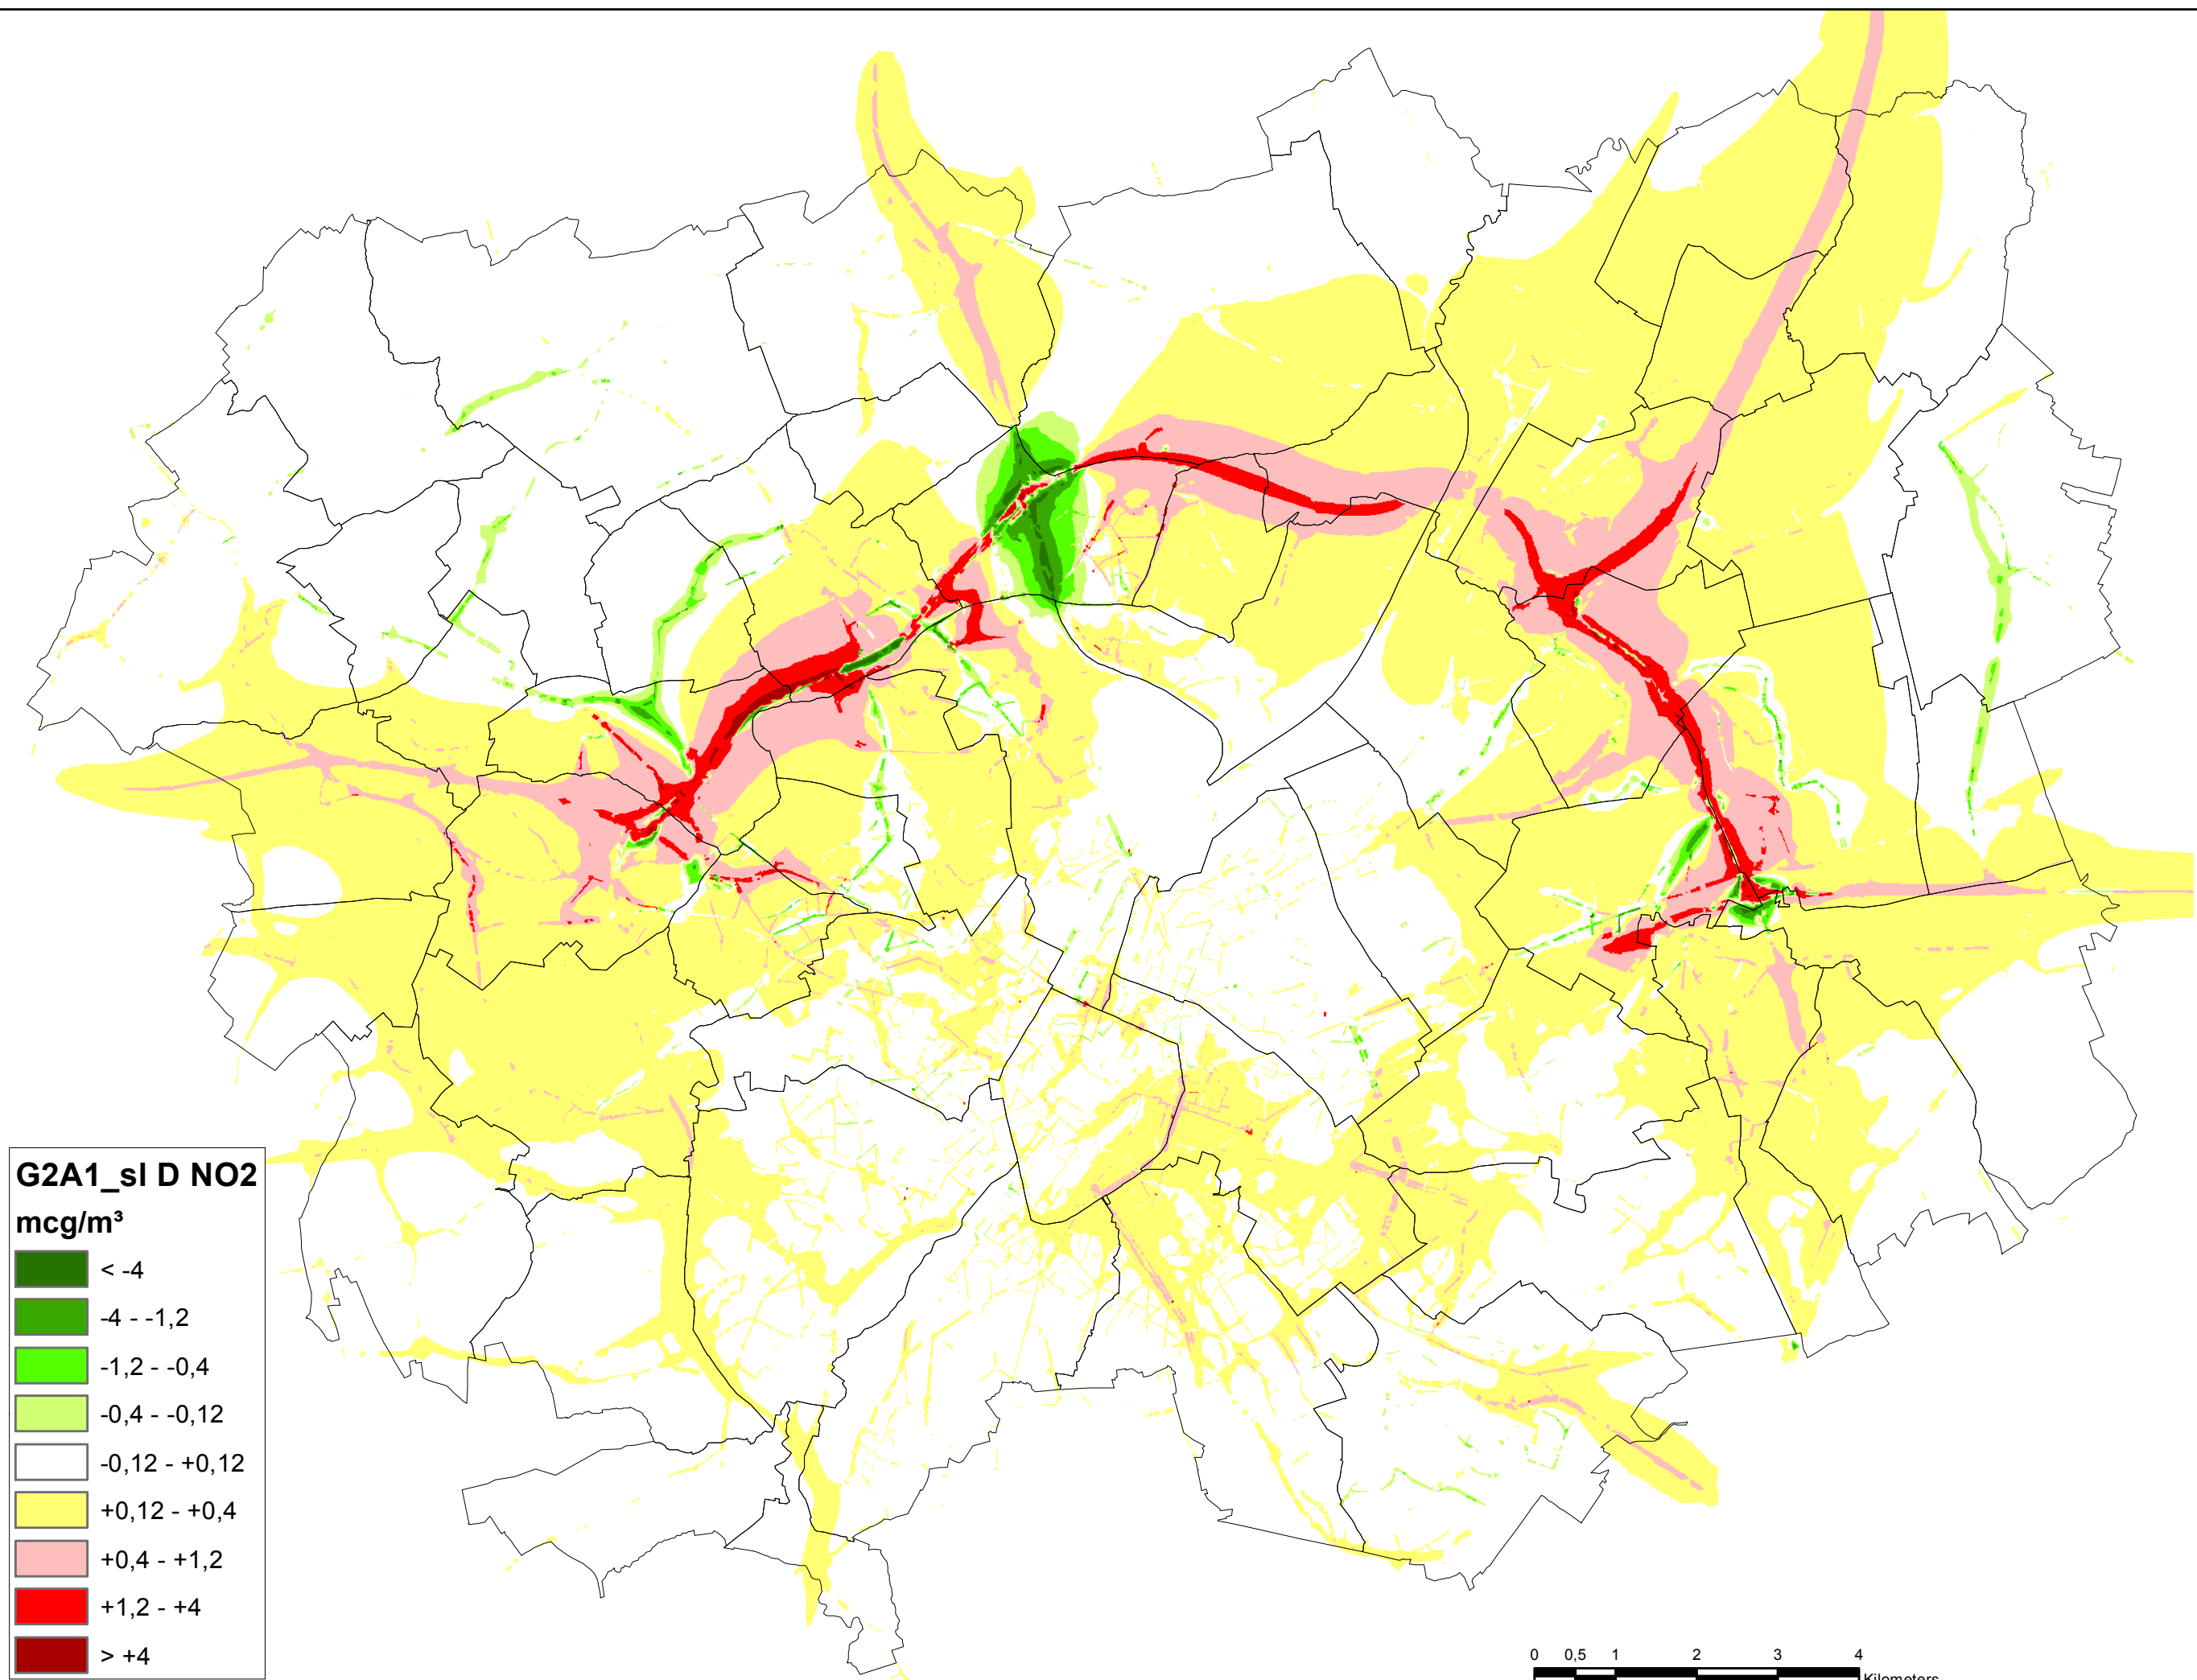 G2A1_sl D NO2
mcg/m³
< -4
-4 - -1,2
-1,2 - -0,4
-0,4 - -0,12
-0,12 - +0,12
+0,12 - +0,4
+0,4 - +1,2
+1,2 - +4
> +4
0 0,5 1 2 3 4
Kilometers